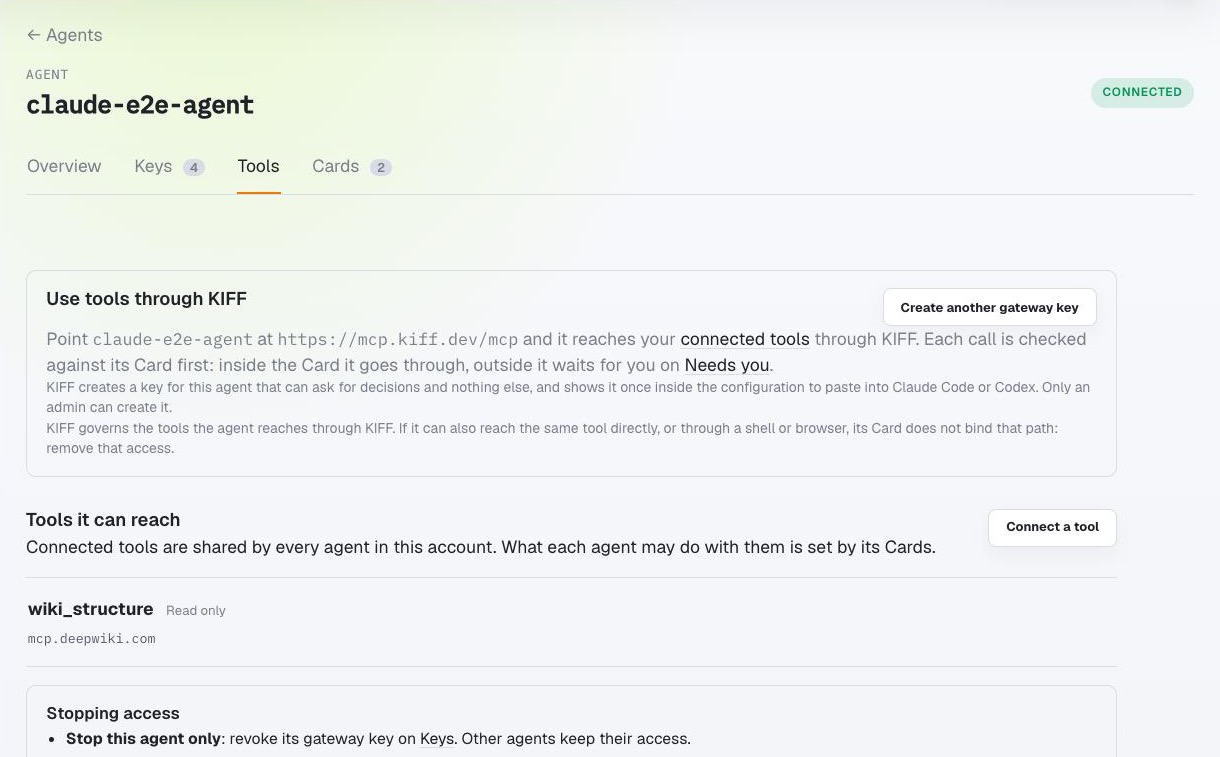 ← Agents
AGENT
claude-e2e-agent
CONNECTED
Overview Keys 4 Tools Cards 2
Use tools through KIFF
Create another gateway key
Point claude-e2e-agent at https://mcp.kiff.dev/mcp and it reaches your connected tools through KIFF. Each call is checked
against its Card first: inside the Card it goes through, outside it waits for you on Needs you.
KIFF creates a key for this agent that can ask for decisions and nothing else, and shows it once inside the configuration to paste into Claude Code or Codex. Only an
admin can create it.
KIFF governs the tools the agent reaches through KIFF. If it can also reach the same tool directly, or through a shell or browser, its Card does not bind that path:
remove that access.
Tools it can reach
Connect a tool
Connected tools are shared by every agent in this account. What each agent may do with them is set by its Cards.
wiki_structure Read only
mcp.deepwiki.com
Stopping access
• Stop this agent only: revoke its gateway key on Keys. Other agents keep their access.